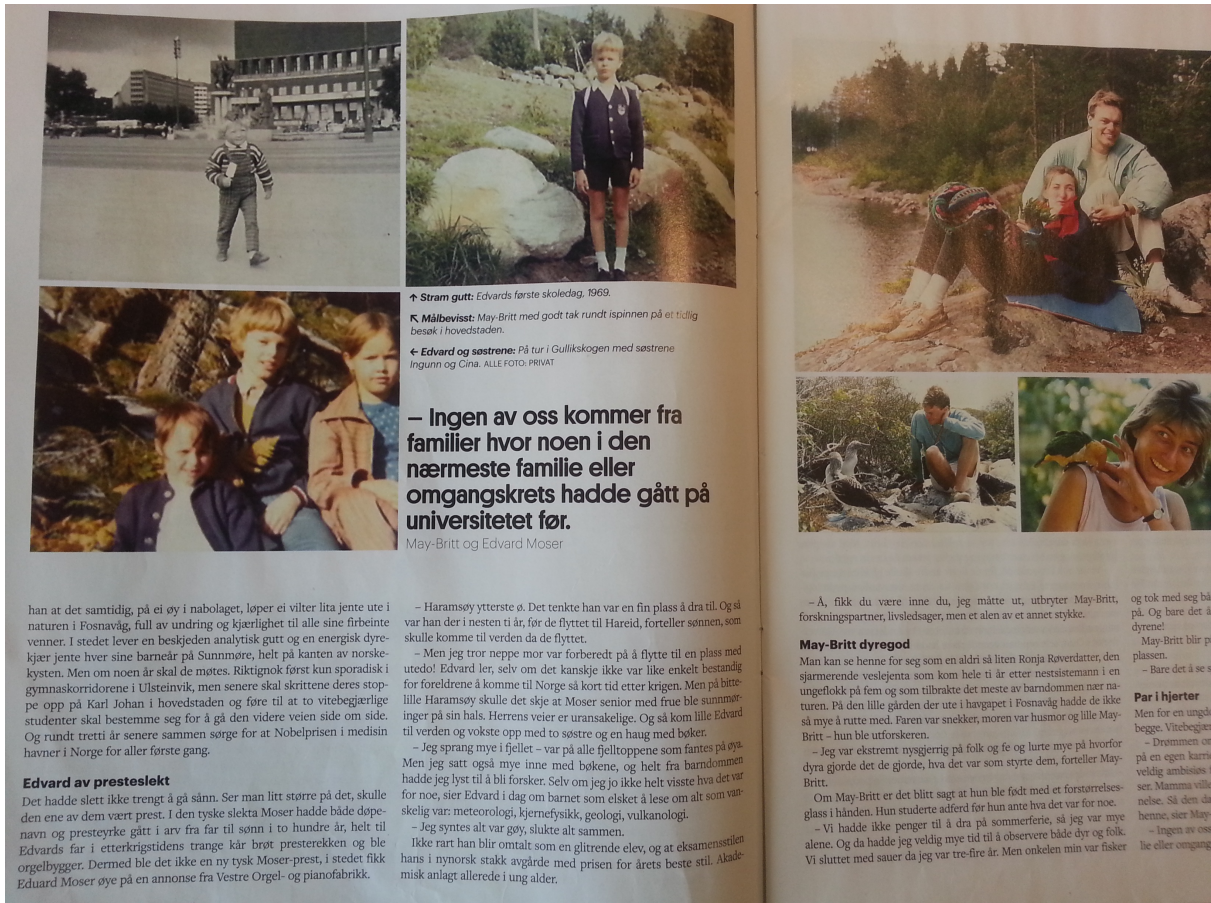 ↑ Stram gutt: Edvards første skoledag, 1969.
↖ Målbevisst: May-Britt med godt tak rundt ispinnen på et tidlig
besøk i hovedstaden.
← Edvard og søstrene: På tur i Gullikskogen med søstrene
Ingunn og Cina. ALLE FOTO: PRIVAT
– Ingen av oss kommer fra
familier hvor noen i den
nærmeste familie eller
omgangskrets hadde gått på
universitetet før.
May-Britt og Edvard Moser
han at det samtidig, på ei øy i nabolaget, løper ei vilter lita jente ute i
naturen i Fosnavåg, full av undring og kjærlighet til alle sine firbeinte
venner. I stedet lever en beskjeden analytisk gutt og en energisk dyre-
kjær jente hver sine barneår på Sunnmøre, helt på kanten av norske-
kysten. Men om noen år skal de møtes. Riktignok først kun sporadisk i
gymnaskorridorene i Ulsteinvik, men senere skal skrittene deres stop-
pe opp på Karl Johan i hovedstaden og føre til at to vitebegjærlige
studenter skal bestemme seg for å gå den videre veien side om side.
Og rundt tretti år senere sammen sørge for at Nobelprisen i medisin
havner i Norge for aller første gang.
Edvard av presteslekt
Det hadde slett ikke trengt å gå sånn. Ser man litt større på det, skulle
den ene av dem vært prest. I den tyske slekta Moser hadde både døpe-
navn og presteyrke gått i arv fra far til sønn i to hundre år, helt til
Edvards far i etterkrigstidens trange kår brøt presterekken og ble
orgelbygger. Dermed ble det ikke en ny tysk Moser-prest, i stedet fikk
Eduard Moser øye på en annonse fra Vestre Orgel- og pianofabrikk.
– Haramsøy ytterste ø. Det tenkte han var en fin plass å dra til. Og så
var han der i nesten ti år, før de flyttet til Hareid, forteller sønnen, som
skulle komme til verden da de flyttet.
– Men jeg tror neppe mor var forberedt på å flytte til en plass med
utedo! Edvard ler, selv om det kanskje ikke var like enkelt bestandig
for foreldrene å komme til Norge så kort tid etter krigen. Men på bitte-
lille Haramsøy skulle det skje at Moser senior med frue ble sunnmør-
inger på sin hals. Herrens veier er uransakelige. Og så kom lille Edvard
til verden og vokste opp med to søstre og en haug med bøker.
– Jeg sprang mye i fjellet – var på alle fjelltoppene som fantes på øya.
Men jeg satt også mye inne med bøkene, og helt fra barndommen
hadde jeg lyst til å bli forsker. Selv om jeg jo ikke helt visste hva det var
for noe, sier Edvard i dag om barnet som elsket å lese om alt som van-
skelig var: meteorologi, kjernefysikk, geologi, vulkanologi.
– Jeg syntes alt var gøy, slukte alt sammen.
Ikke rart han blir omtalt som en glitrende elev, og at eksamensstilen
hans i nynorsk stakk avgårde med prisen for årets beste stil. Akade-
misk anlagt allerede i ung alder.
– Å, fikk du være inne du, jeg måtte ut, utbryter May-Britt,
forskningspartner, livsledsager, men et alen av et annet stykke.
May-Britt dyregod
Man kan se henne for seg som en aldri så liten Ronja Røverdatter, den
sjarmerende veslejenta som kom hele ti år etter nestsistemann i en
ungeflokk på fem og som tilbrakte det meste av barndommen nær na-
turen. På den lille gården der ute i havgapet i Fosnavåg hadde de ikke
så mye å rutte med. Faren var snekker, moren var husmor og lille May-
Britt – hun ble utforskeren.
– Jeg var ekstremt nysgjerrig på folk og fe og lurte mye på hvorfor
dyra gjorde det de gjorde, hva det var som styrte dem, forteller May-
Britt.
Om May-Britt er det blitt sagt at hun ble født med et forstørrelses-
glass i hånden. Hun studerte adferd før hun ante hva det var for noe.
– Vi hadde ikke penger til å dra på sommerferie, så jeg var mye
alene. Og da hadde jeg veldig mye tid til å observere både dyr og folk.
Vi sluttet med sauer da jeg var tre-fire år. Men onkelen min var fisker
og tok med seg
på. Og bare det å
dyrene!
May-Britt blir
plassen.
– Bare det å se
Par i hjerter
Men for en
begge.
– Drømmen
på en egen
veldig ambisiøs
ser. Mamma
nelse. Så den
henne, sier May-
– Ingen av oss
lie eller